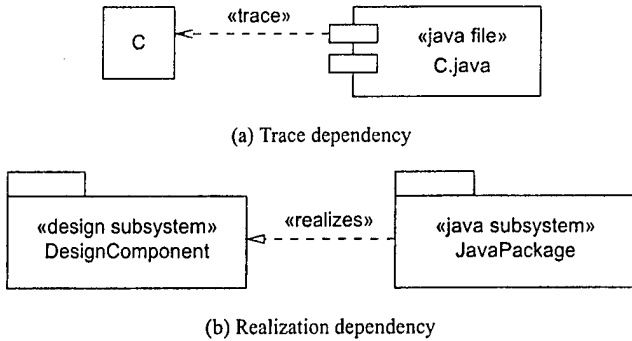 «trace»
C
«java file»
C.java
(a) Trace dependency
«design subsystem»
DesignComponent
«realizes»
«java subsystem»
JavaPackage
(b) Realization dependency